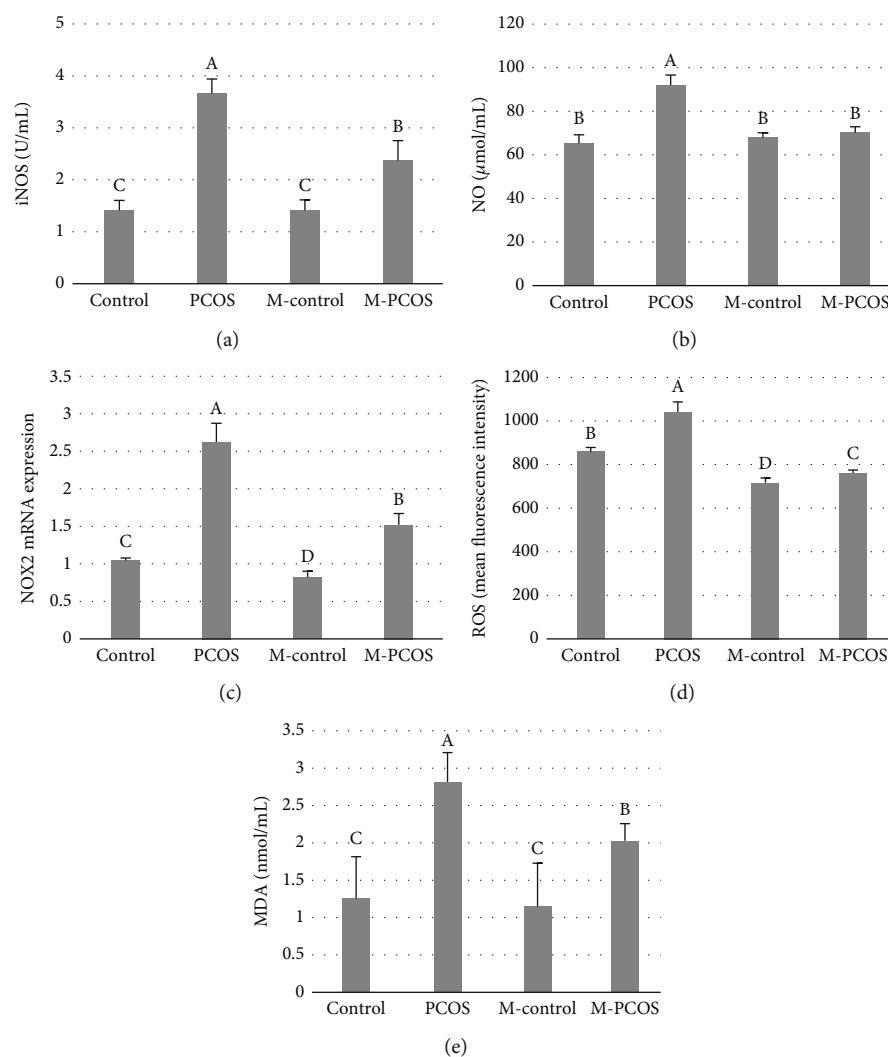 iNOS (U/mL)
5
4
3
2
1
0
C
A
C
B
Control PCOS M-control M-PCOS
(a)
NO (µmol/mL)
120
100
80
60
40
20
0
B
A
B
B
Control PCOS M-control M-PCOS
(b)
NOX2 mRNA expression
3.5
3
2.5
2
1.5
1
0.5
0
C
A
D
B
Control PCOS M-control M-PCOS
(c)
ROS (mean fluorescence intensity)
1200
1000
800
600
400
200
0
B
A
D
C
Control PCOS M-control M-PCOS
(d)
MDA (nmol/mL)
3.5
3
2.5
2
1.5
1
0.5
0
C
A
C
B
Control PCOS M-control M-PCOS
(e)